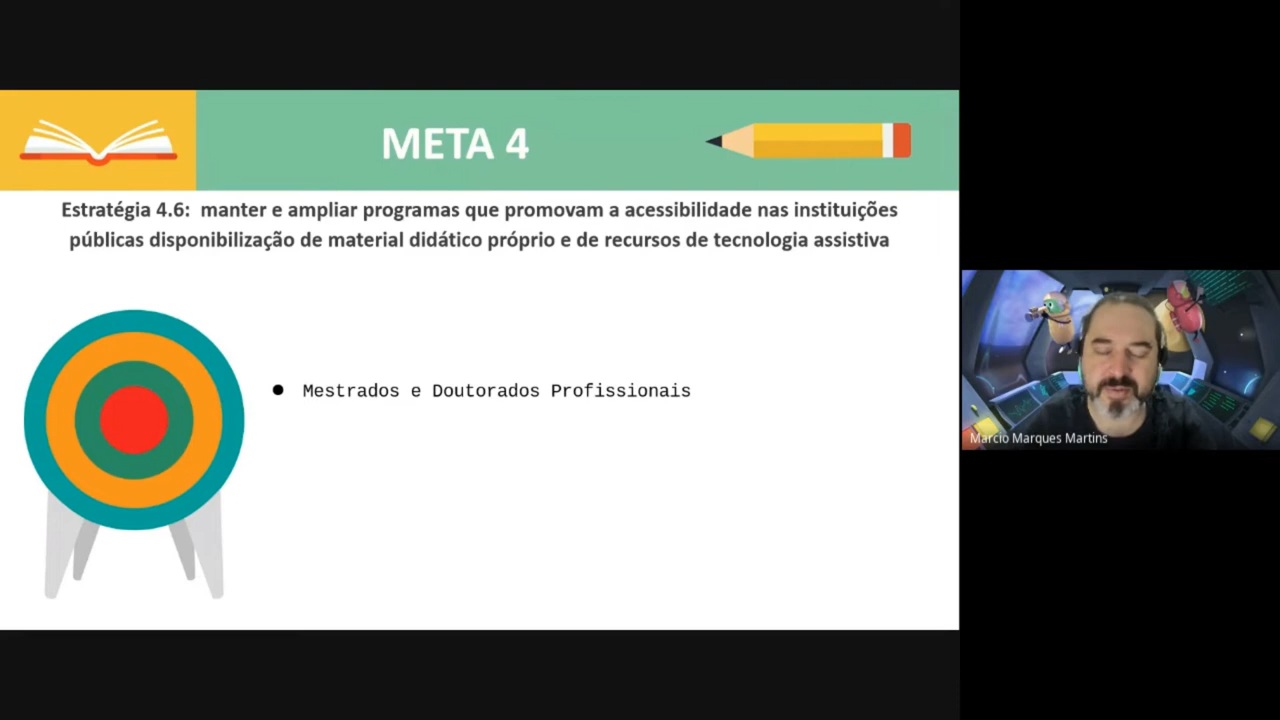 META 4
Estratégia 4.6:  manter e ampliar programas que promovam a acessibilidade nas instituições
públicas disponibilização de material didático próprio e de recursos de tecnologia assistiva
● Mestrados e Doutorados Profissionais
Marcio Marques Martins